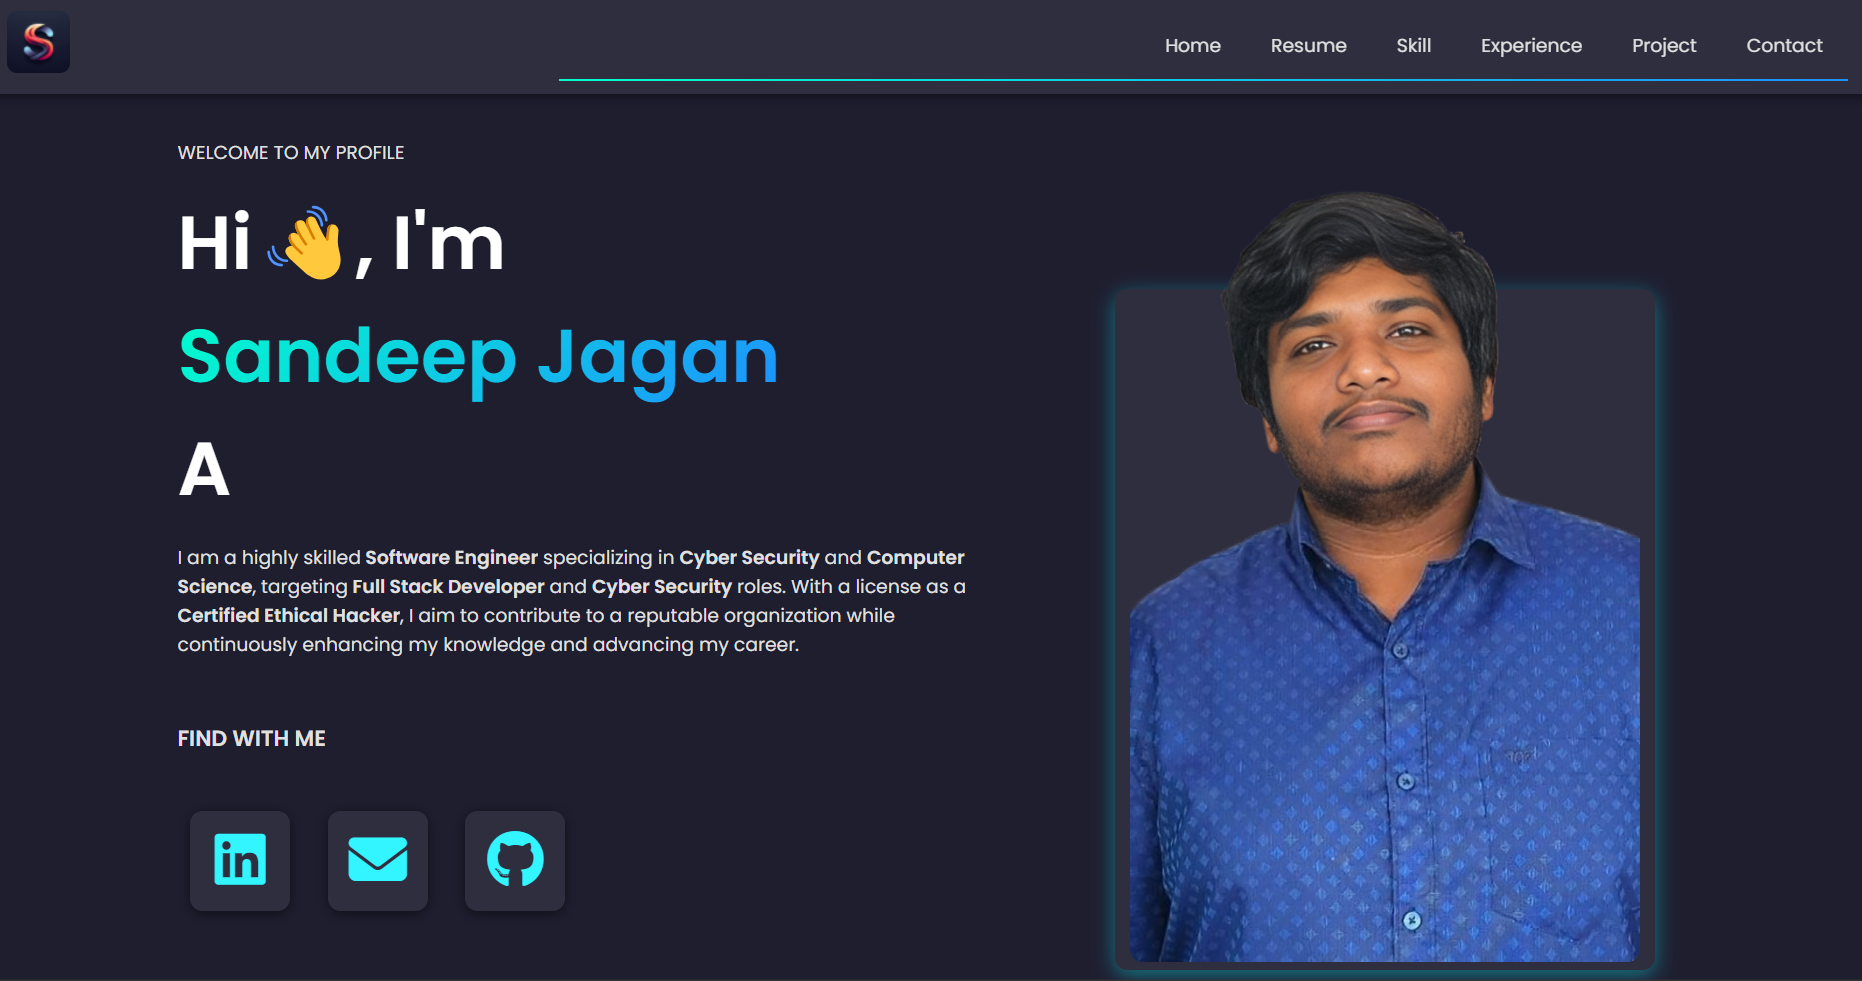 S
Home Resume Skill Experience Project Contact
WELCOME TO MY PROFILE
Hi 👋, I'm
Sandeep Jagan
A
I am a highly skilled Software Engineer specializing in Cyber Security and Computer
Science, targeting Full Stack Developer and Cyber Security roles. With a license as a
Certified Ethical Hacker, I aim to contribute to a reputable organization while
continuously enhancing my knowledge and advancing my career.
FIND WITH ME
in